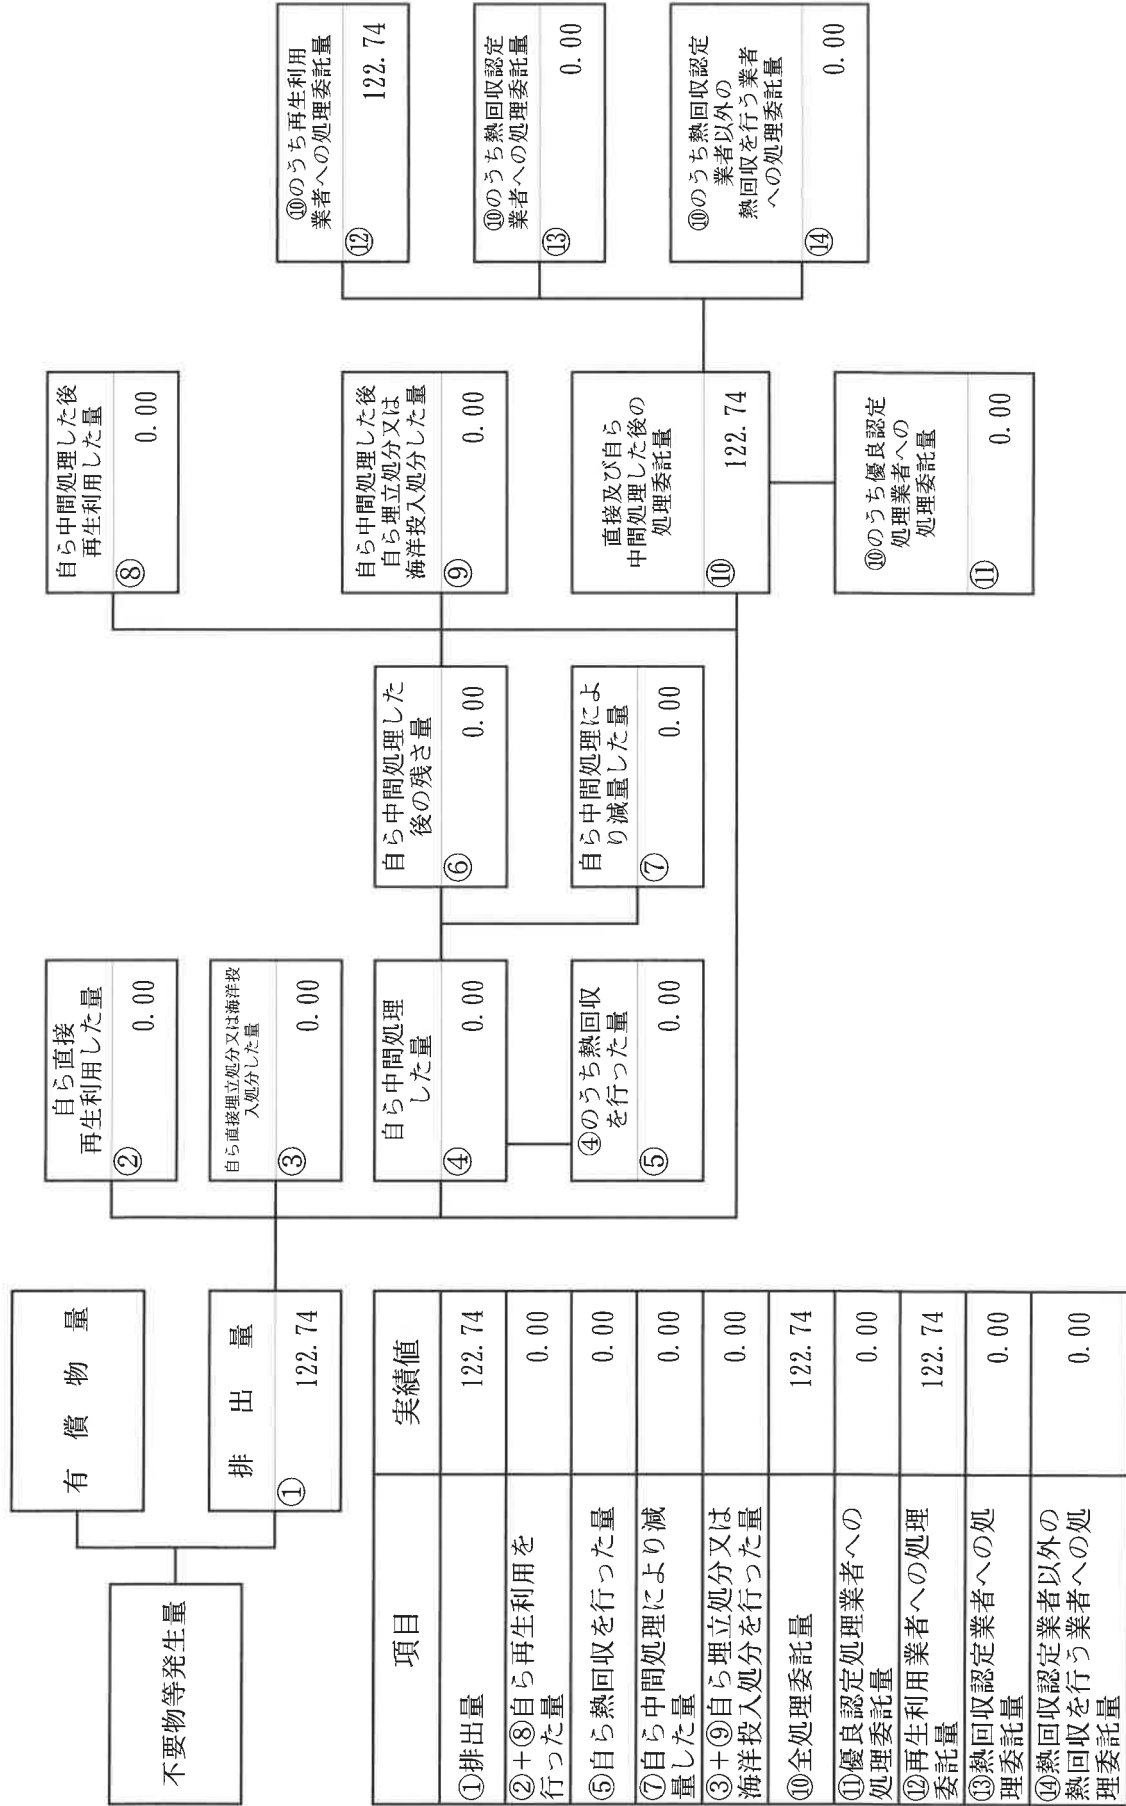 不要物等発生量
有償物量
排出量
① 122.74
自ら直接
再生利用した量
② 0.00
自ら直接埋立処分又は海洋投
入処分した量
③ 0.00
自ら中間処理
した量
④ 0.00
④のうち熱回収
を行った量
⑤ 0.00
自ら中間処理した
後の残さ量
⑥ 0.00
自ら中間処理によ
り減量した量
⑦ 0.00
自ら中間処理した後
再生利用した量
⑧ 0.00
自ら中間処理した後
自ら埋立処分又は
海洋投入処分した量
⑨ 0.00
直接及び自ら
中間処理した後の
処理委託量
⑩ 122.74
⑩のうち優良認定
処理業者への
処理委託量
⑪ 0.00
⑩のうち再生利用
業者への処理委託量
⑫ 122.74
⑩のうち熱回収認定
業者への処理委託量
⑬ 0.00
⑩のうち熱回収認定
業者以外の
熱回収を行う業者
への処理委託量
⑭ 0.00
項目 実績値
①排出量 122.74
②+⑧自ら再生利用を
行った量 0.00
⑤自ら熱回収を行った量 0.00
⑦自ら中間処理により減
量した量 0.00
③+⑨自ら埋立処分又は
海洋投入処分を行った量 0.00
⑩全処理委託量 122.74
⑪優良認定処理業者への
処理委託量 0.00
⑫再生利用業者への処理
委託量 122.74
⑬熱回収認定業者への処
理委託量 0.00
⑭熱回収認定業者以外の
熱回収を行う業者への処
理委託量 0.00